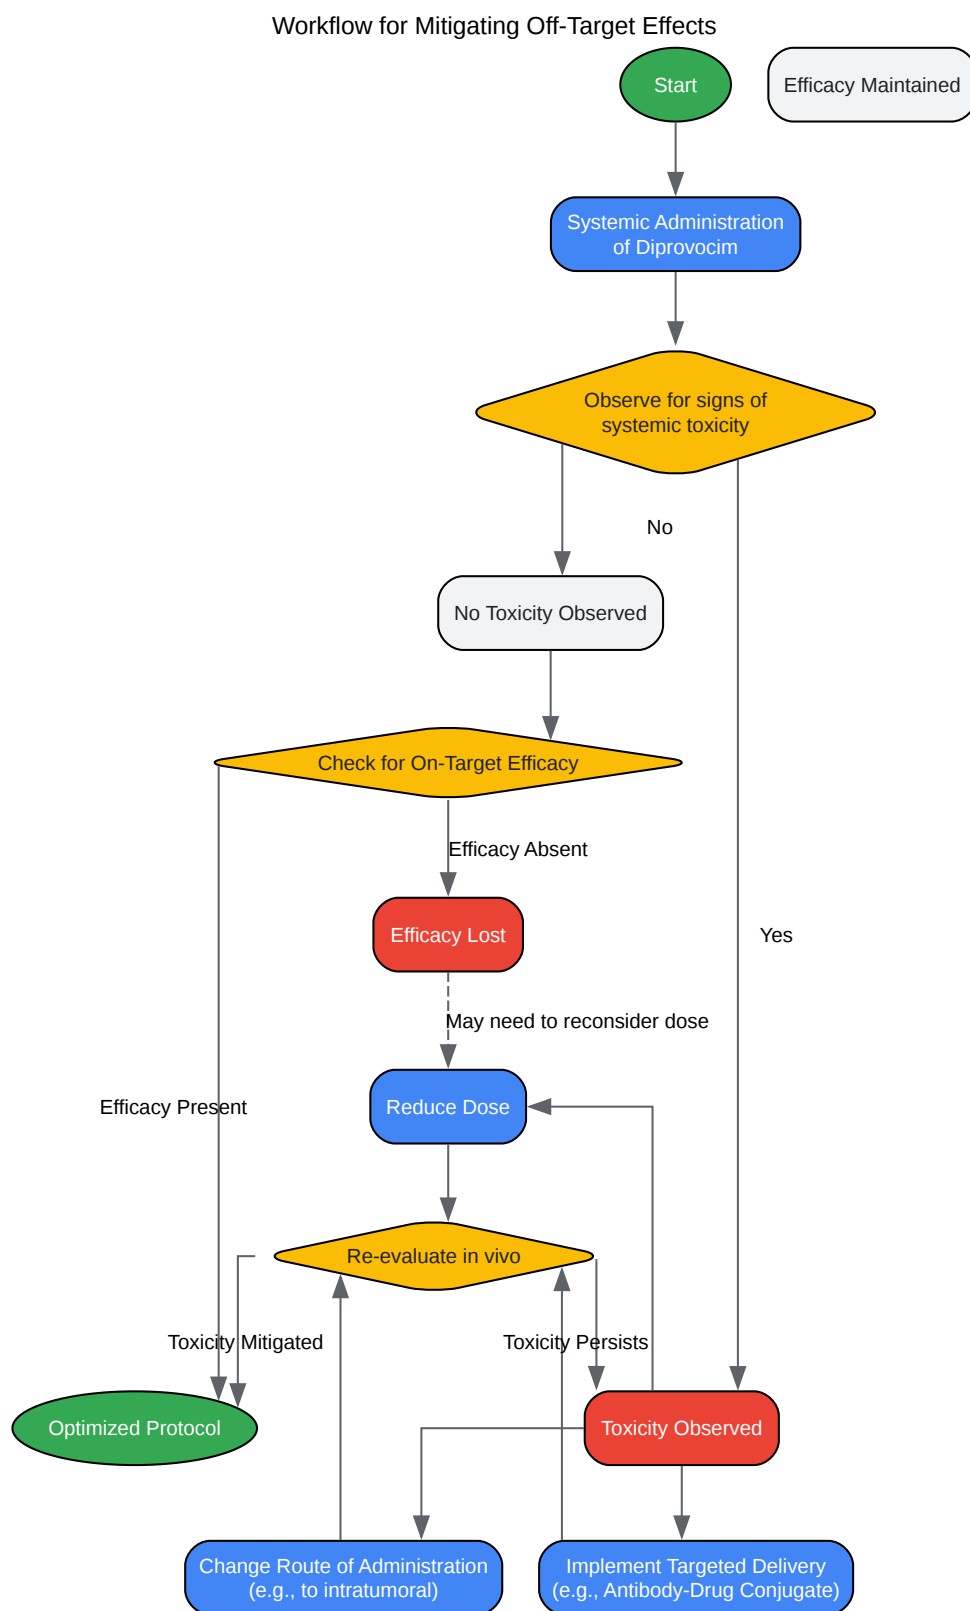 Workflow for Mitigating Off-Target Effects
Start
Efficacy Maintained
Systemic Administration
of Diprovocim
Observe for signs of
systemic toxicity
No
No Toxicity Observed
Check for On-Target Efficacy
Efficacy Absent
Efficacy Lost
Yes
May need to reconsider dose
Efficacy Present
Reduce Dose
Re-evaluate in vivo
Toxicity Mitigated
Toxicity Persists
Optimized Protocol
Toxicity Observed
Change Route of Administration
(e.g., to intratumoral)
Implement Targeted Delivery
(e.g., Antibody-Drug Conjugate)